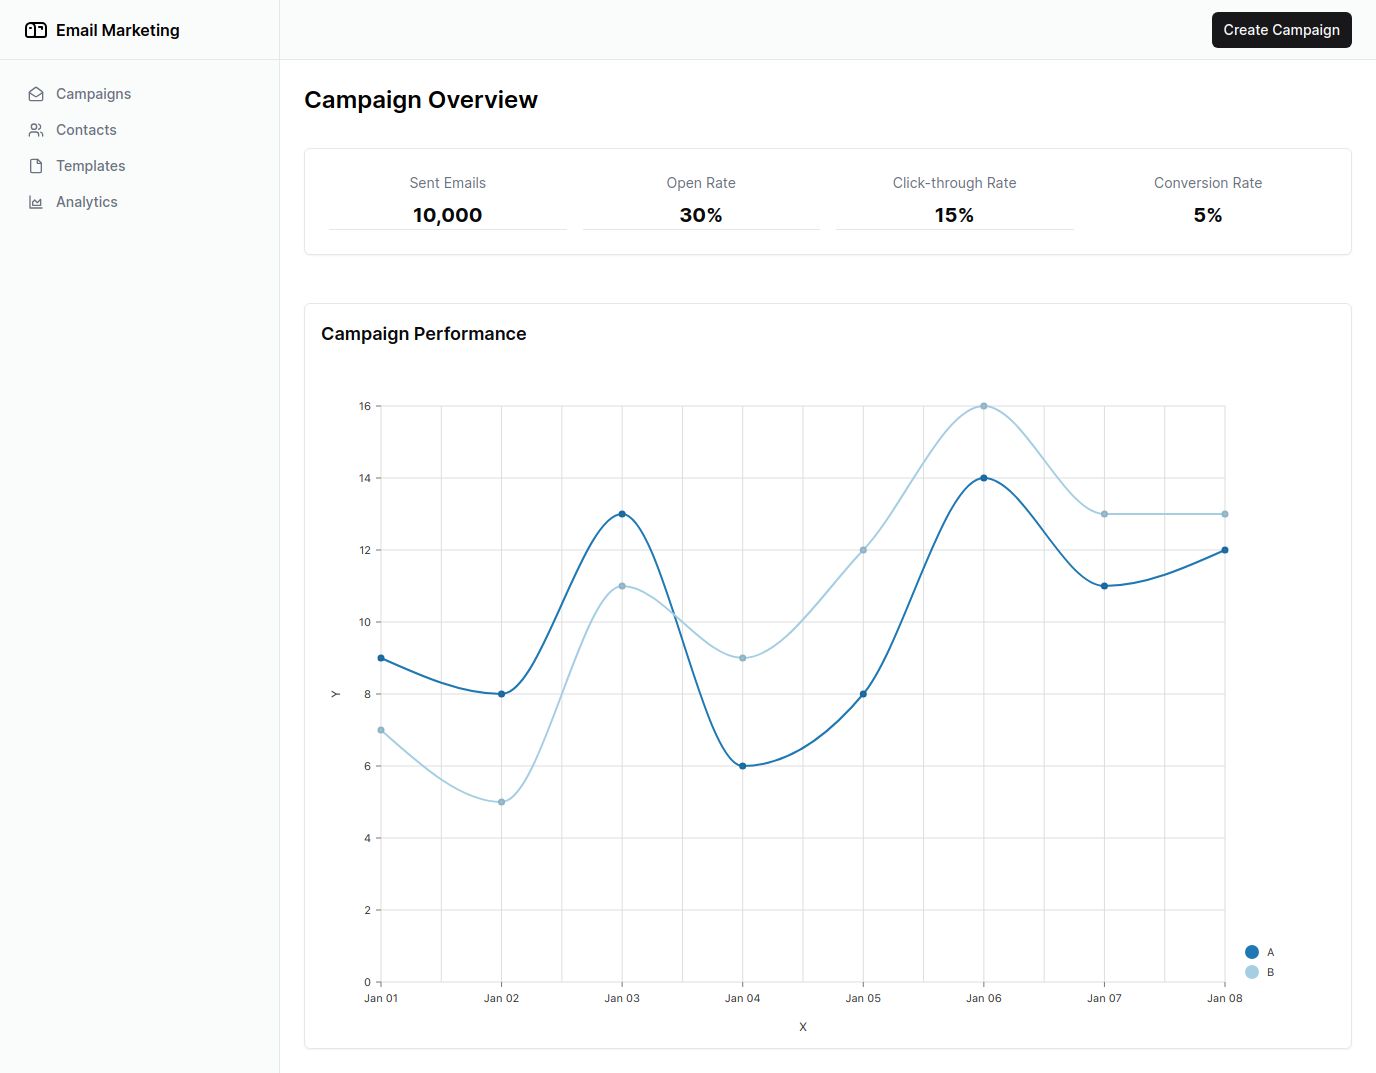 Email Marketing
Create Campaign
Campaigns
Contacts
Templates
Analytics
Campaign Overview
Sent Emails
10,000
Open Rate
30%
Click-through Rate
15%
Conversion Rate
5%
Campaign Performance
16
14
12
10
8
6
4
2
0
Y
Jan 01 Jan 02 Jan 03 Jan 04 Jan 05 Jan 06 Jan 07 Jan 08
X
A
B